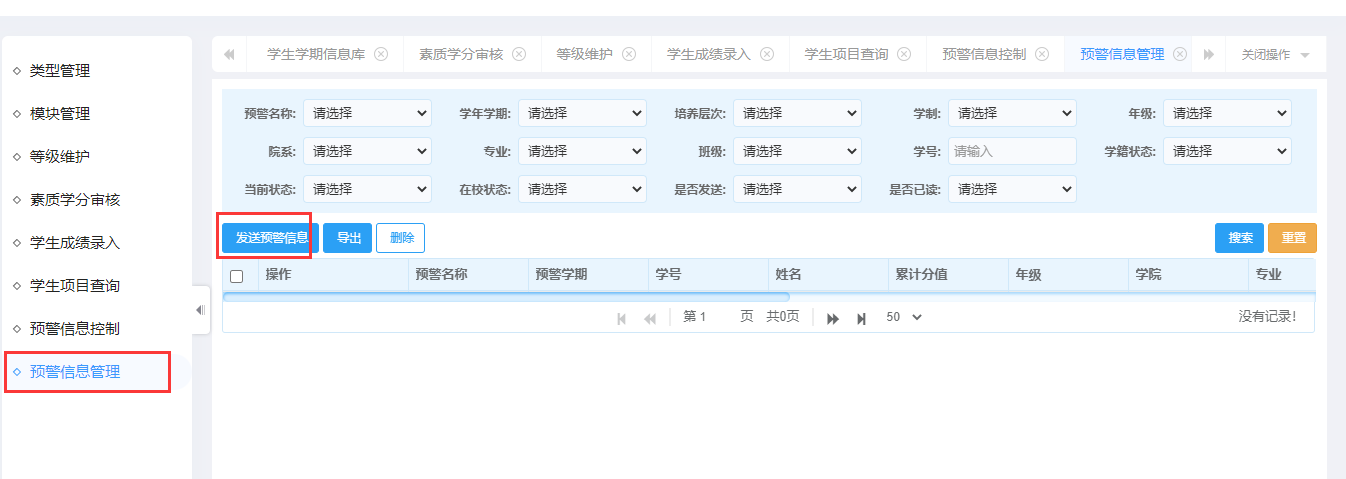 学生学期信息库 素质学分审核 等级维护 学生成绩录入 学生项目查询 预警信息控制 预警信息管理 关闭操作
类型管理
模块管理
等级维护
素质学分审核
学生成绩录入
学生项目查询
预警信息控制
预警信息管理
预警名称: 请选择 学年学期: 请选择 培养层次: 请选择 学制: 请选择 年级: 请选择
院系: 请选择 专业: 请选择 班级: 请选择 学号: 请输入 学籍状态: 请选择
当前状态: 请选择 在校状态: 请选择 是否发送: 请选择 是否已读: 请选择
发送预警信息 导出 删除 搜索 重置
操作 预警名称 预警学期 学号 姓名 累计分值 年级 学院 专业
第 1 页 共0页 50 没有记录!